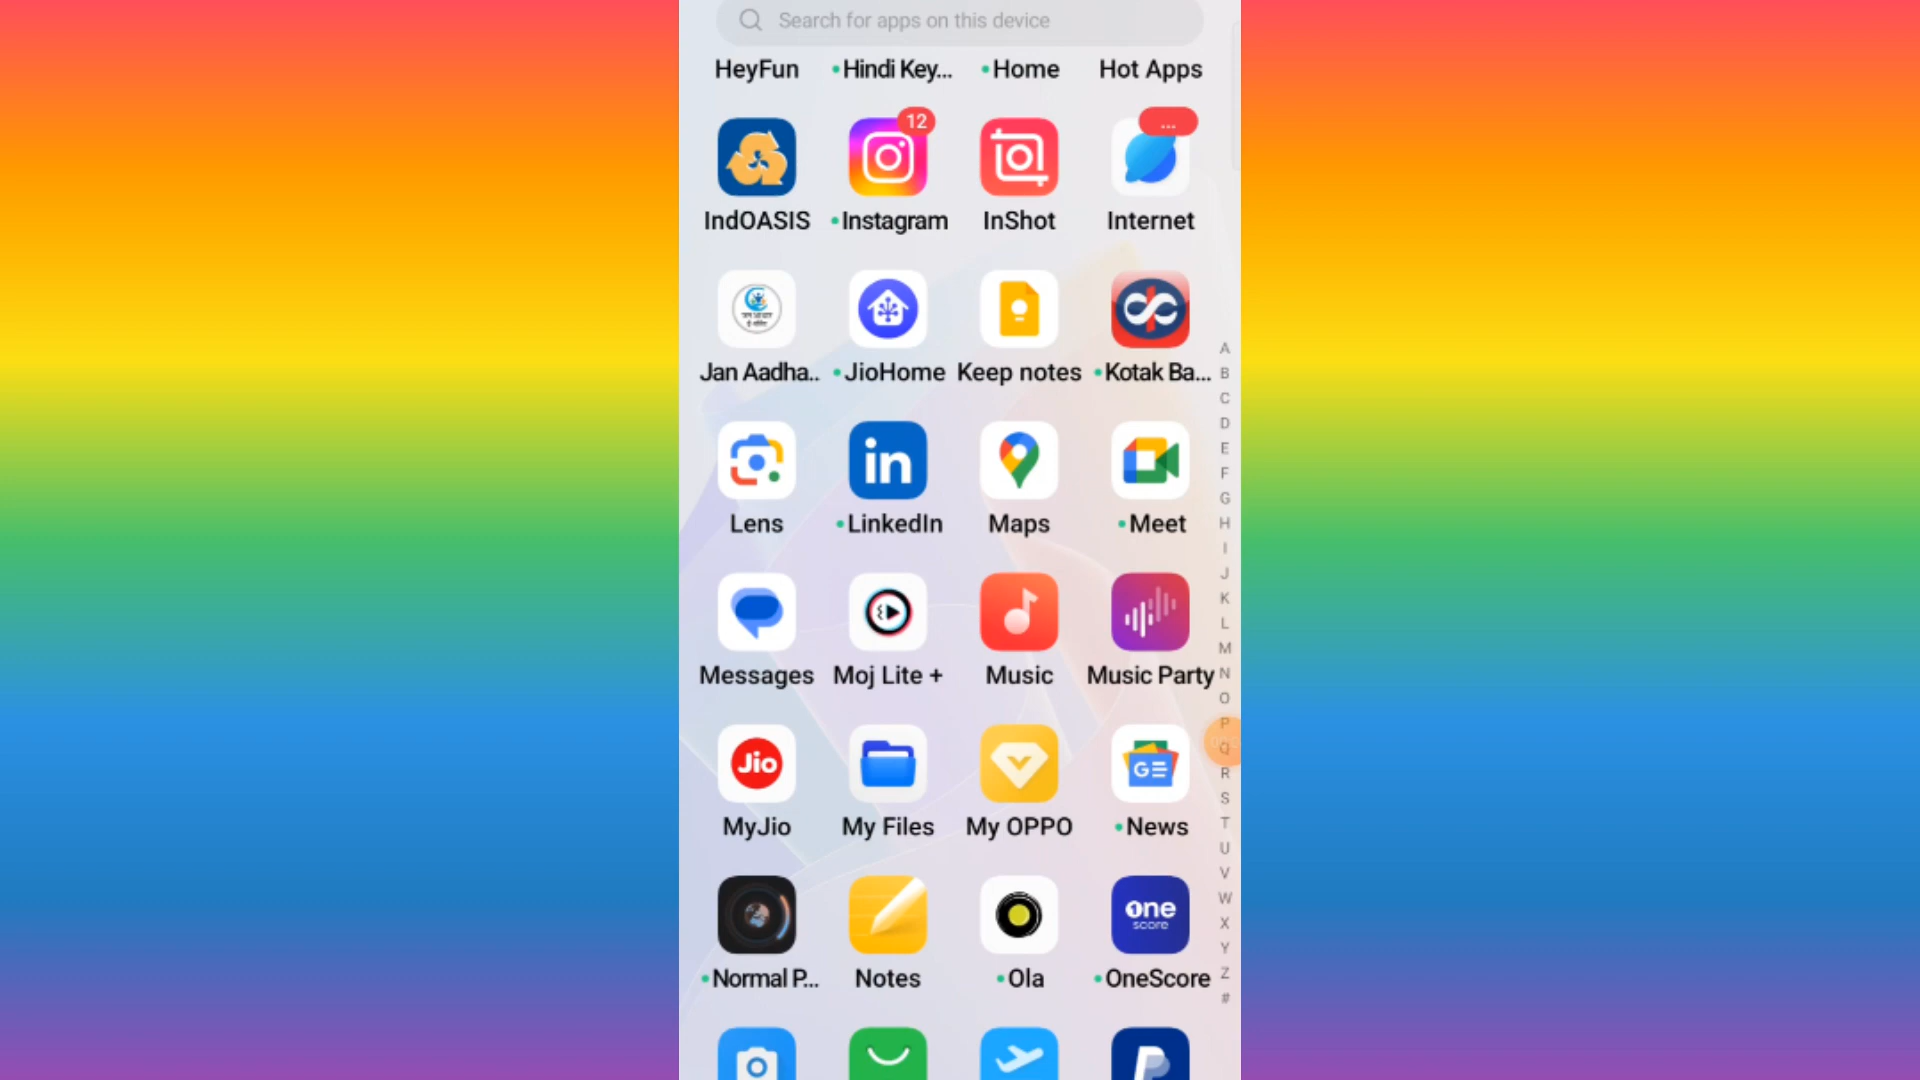 Search for apps on this device
HeyFun
Hindi Key...
Home
Hot Apps
12
...
IndOASIS
Instagram
InShot
Internet
Jan Aadha..
JioHome
Keep notes
Kotak Ba...
in
Lens
LinkedIn
Maps
Meet
Messages
Moj Lite +
Music
Music Party
Jio
GE
MyJio
My Files
My OPPO
News
one
score
Normal P...
Notes
Ola
OneScore
A
B
C
D
E
F
G
H
I
J
K
L
M
N
O
P
Q
R
S
T
U
V
W
X
Y
Z
#